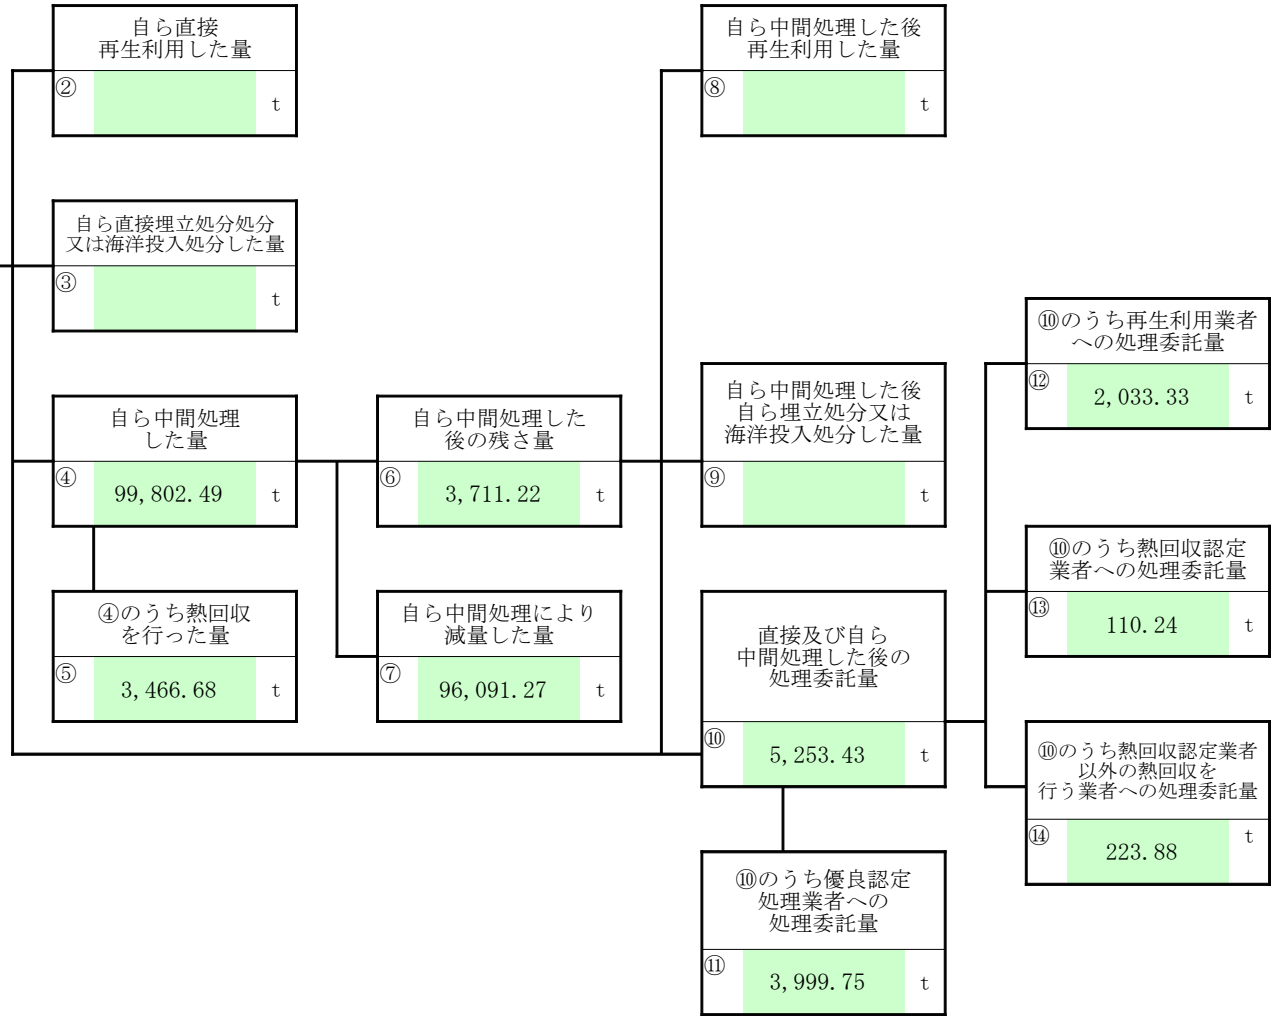 自ら直接
再生利用した量
②
t
自ら中間処理した後
再生利用した量
⑧
t
自ら直接埋立処分処分
又は海洋投入処分した量
③
t
⑩のうち再生利用業者
への処理委託量
⑫
2,033.33
t
自ら中間処理
した量
④
99,802.49
t
自ら中間処理した
後の残さ量
⑥
3,711.22
t
自ら中間処理した後
自ら埋立処分又は
海洋投入処分した量
⑨
t
⑩のうち熱回収認定
業者への処理委託量
⑬
110.24
t
④のうち熱回収
を行った量
⑤
3,466.68
t
自ら中間処理により
減量した量
⑦
96,091.27
t
直接及び自ら
中間処理した後の
処理委託量
⑩
5,253.43
t
⑩のうち熱回収認定業者
以外の熱回収を
行う業者への処理委託量
⑭
223.88
t
⑩のうち優良認定
処理業者への
処理委託量
⑪
3,999.75
t